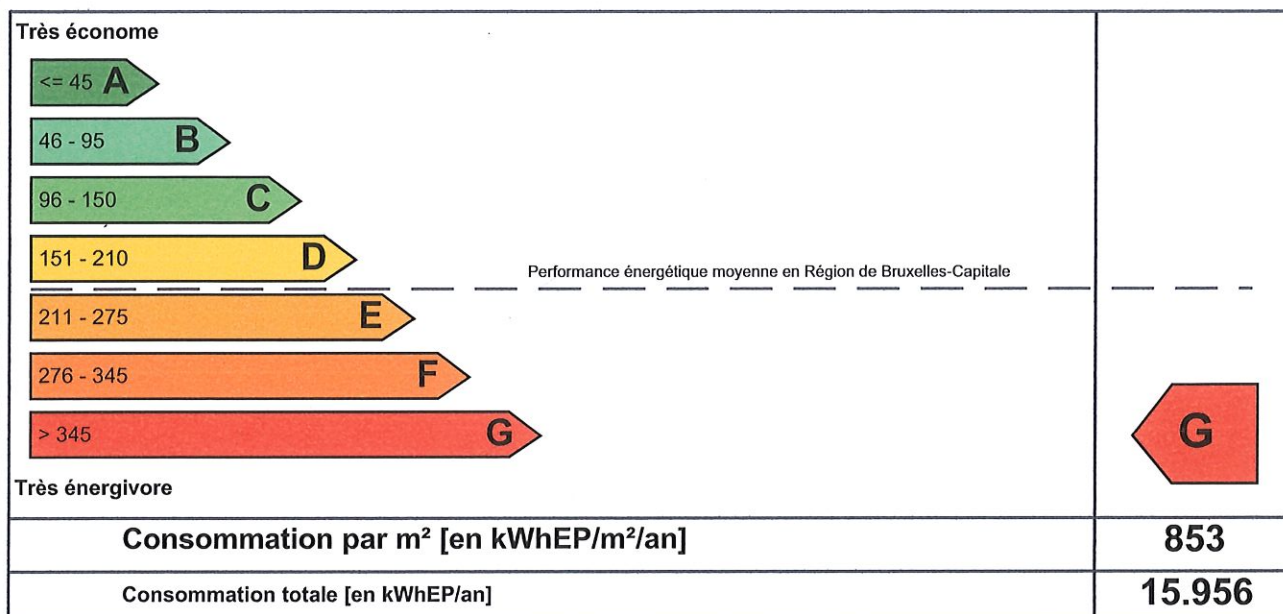 Très économe
<= 45 A
46 - 95 B
96 - 150 C
151 - 210 D
Performance énergétique moyenne en Région de Bruxelles-Capitale
211 - 275 E
276 - 345 F
> 345 G
G
Très énergivore
Consommation par m² [en kWhEP/m²/an] 853
Consommation totale [en kWhEP/an] 15.956